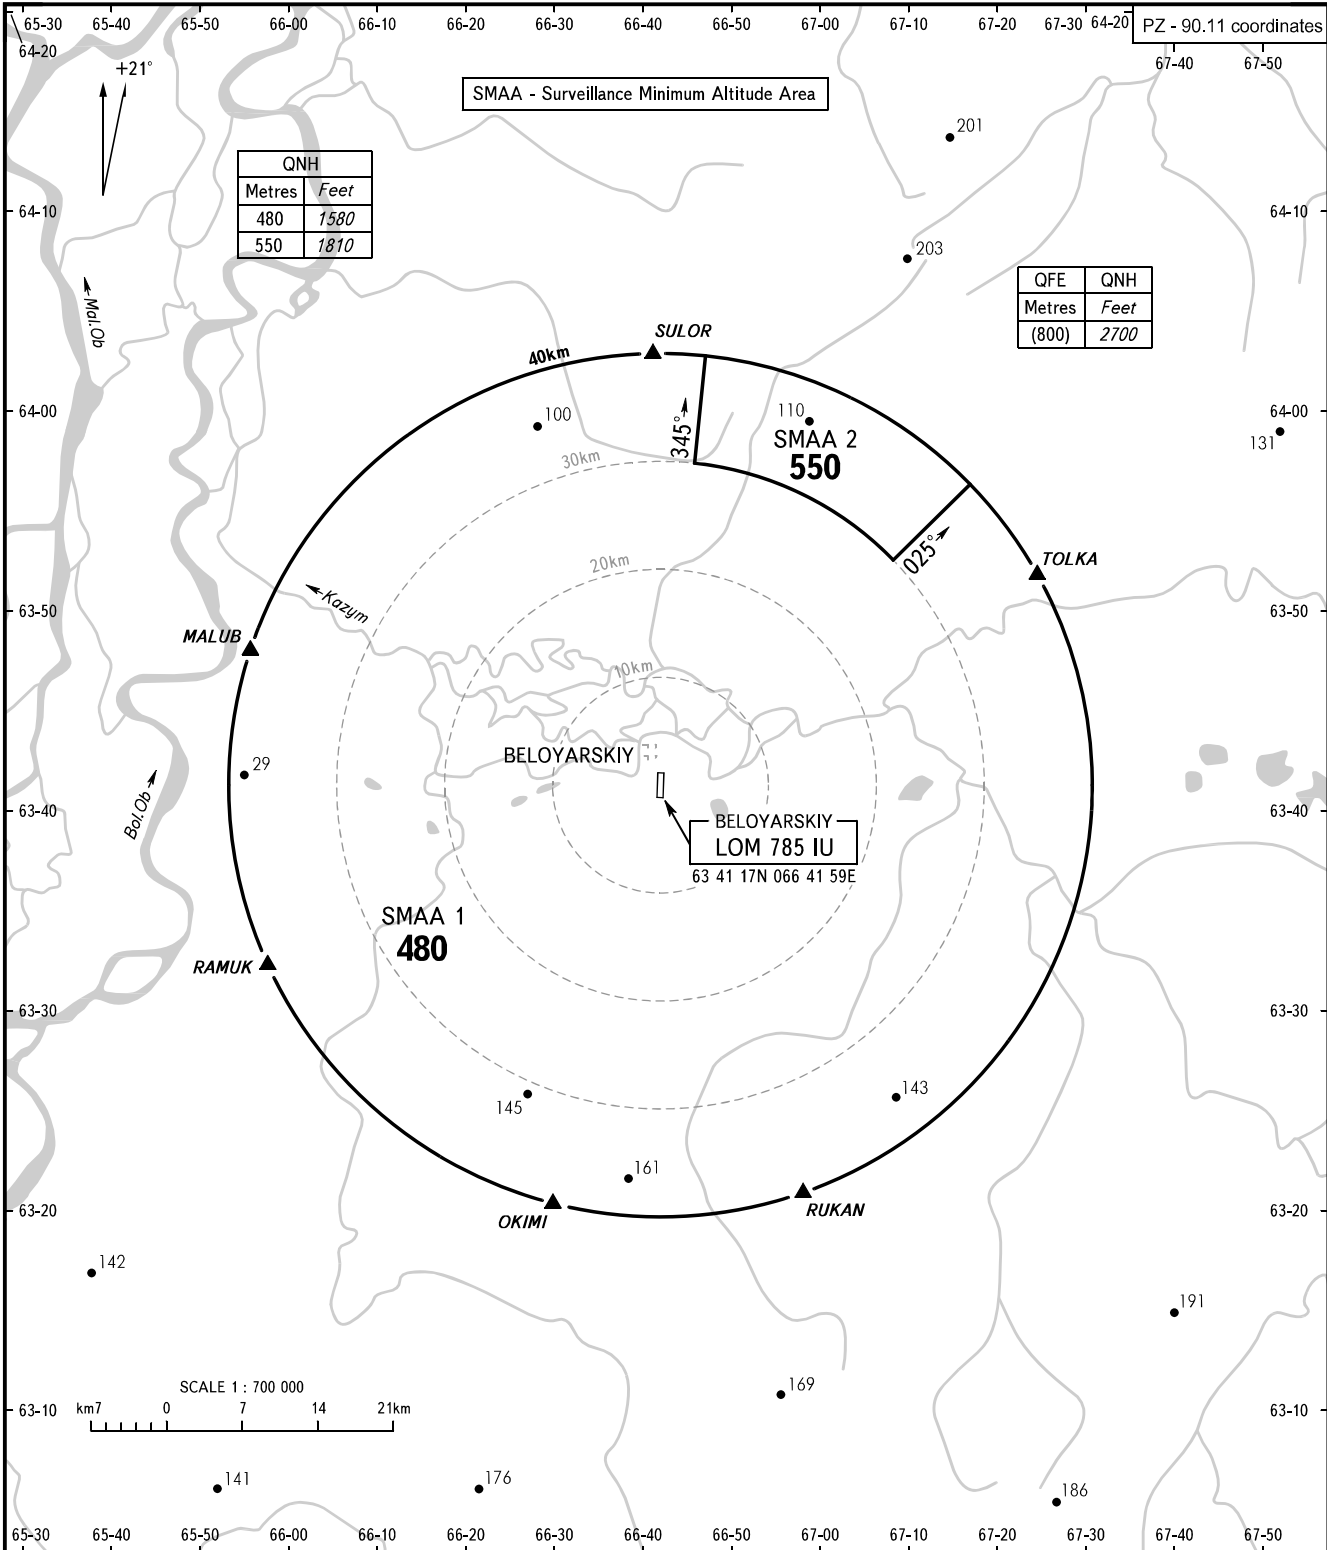 65-30 65-40 65-50 66-00 66-10 66-20 66-30 66-40 66-50 67-00 67-10 67-20 67-30 64-20
PZ - 90.11 coordinates
64-20
67-40 67-50
+21°
SMAA - Surveillance Minimum Altitude Area
201
QNH
Metres Feet
480 1580
550 1810
64-10 64-10
203
QFE QNH
Metres Feet
(800) 2700
Mal.Ob
SULOR
40km
64-00 64-00
100
110
131
345°
SMAA 2
550
30km
025°
20km
TOLKA
63-50 63-50
Kazym
MALUB
10km
BELOYARSKIY
29
Bol.Ob
63-40 63-40
BELOYARSKIY
LOM 785 IU
63 41 17N 066 41 59E
SMAA 1
480
RAMUK
63-30 63-30
145
143
161
63-20 63-20
OKIMI
RUKAN
142
191
SCALE 1 : 700 000
km7 0 7 14 21km
169
63-10 63-10
141
176
186
65-30 65-40 65-50 66-00 66-10 66-20 66-30 66-40 66-50 67-00 67-10 67-20 67-30 67-40 67-50